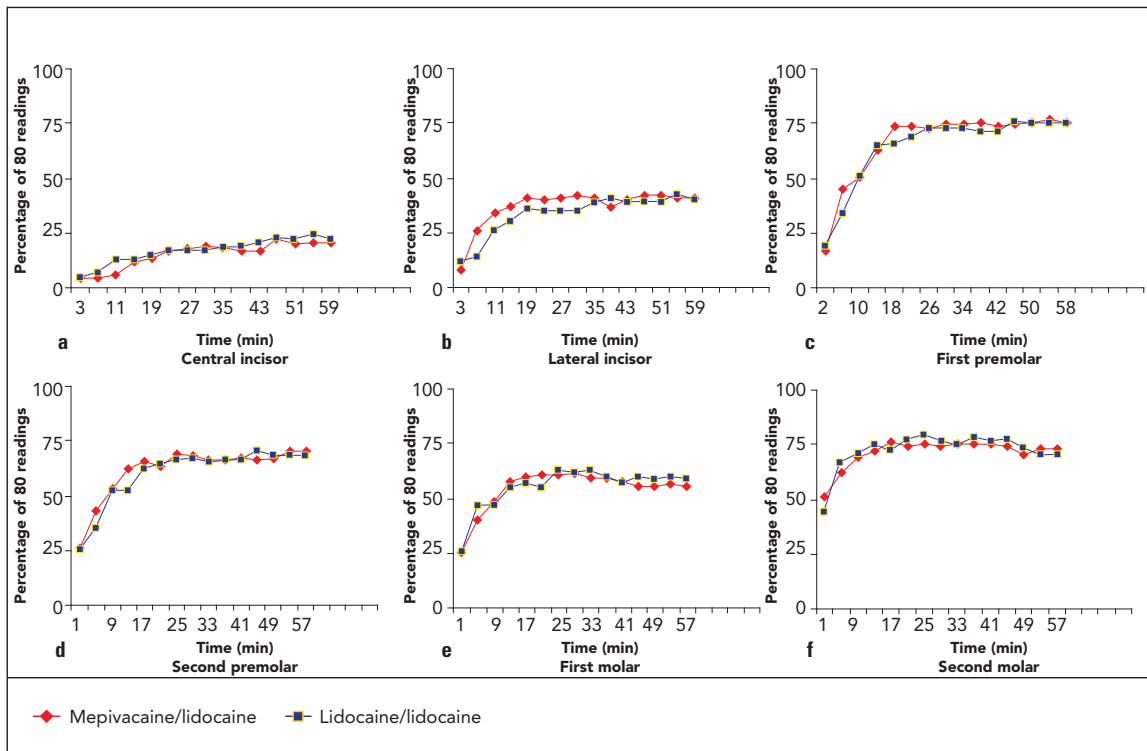 Percentage of 80 readings
100
75
50
25
0
3 11 19 27 35 43 51 59
Time (min)
a
Central incisor
Percentage of 80 readings
100
75
50
25
0
3 11 19 27 35 43 51 59
Time (min)
b
Lateral incisor
Percentage of 80 readings
100
75
50
25
0
2 10 18 26 34 42 50 58
Time (min)
c
First premolar
Percentage of 80 readings
100
75
50
25
0
1 9 17 25 33 41 49 57
Time (min)
d
Second premolar
Percentage of 80 readings
100
75
50
25
0
1 9 17 25 33 41 49 57
Time (min)
e
First molar
Percentage of 80 readings
100
75
50
25
0
1 9 17 25 33 41 49 57
Time (min)
f
Second molar
Mepivacaine/lidocaine Lidocaine/lidocaine